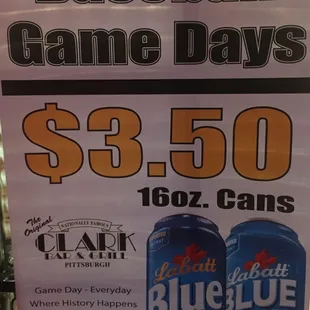 Baseball
Game Days
$3.50
16oz. Cans
The
Original
NATIONALLY FAMOUS
CLARK
BAR & GRILL
PITTSBURGH
Game Day - Everyday
Where History Happens
Labatt
Blue
Labatt
BLUE